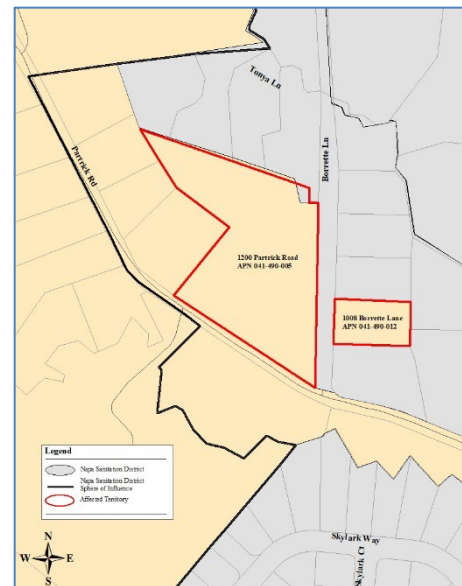 Tonya Ln
Partrick Rd
Borrette Ln
1200 Partrick Road
APN 041-490-005
1008 Borrette Lane
APN 041-490-012
Legend
Napa Sanitation District
Napa Sanitation District
Sphere of Influence
Affected Territory
N
W
E
S
Skylark Way
Skylark Ct